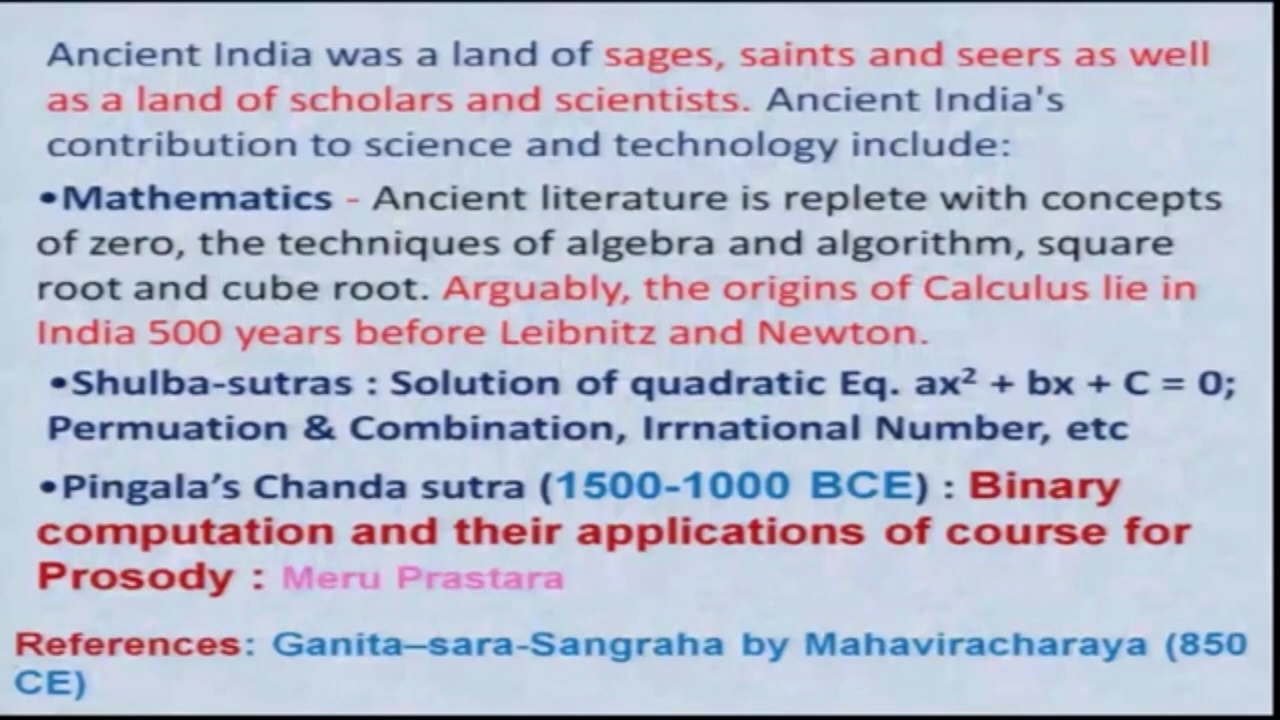 Ancient India was a land of sages, saints and seers as well
as a land of scholars and scientists. Ancient India's
contribution to science and technology include:
•Mathematics - Ancient literature is replete with concepts
of zero, the techniques of algebra and algorithm, square
root and cube root. Arguably, the origins of Calculus lie in
India 500 years before Leibnitz and Newton.
•Shulba-sutras : Solution of quadratic Eq. ax² + bx + C = 0;
Permuation & Combination, Irrnational Number, etc
•Pingala’s Chanda sutra (1500-1000 BCE) : Binary
computation and their applications of course for
Prosody : Meru Prastara
References: Ganita–sara-Sangraha by Mahaviracharaya (850
CE)